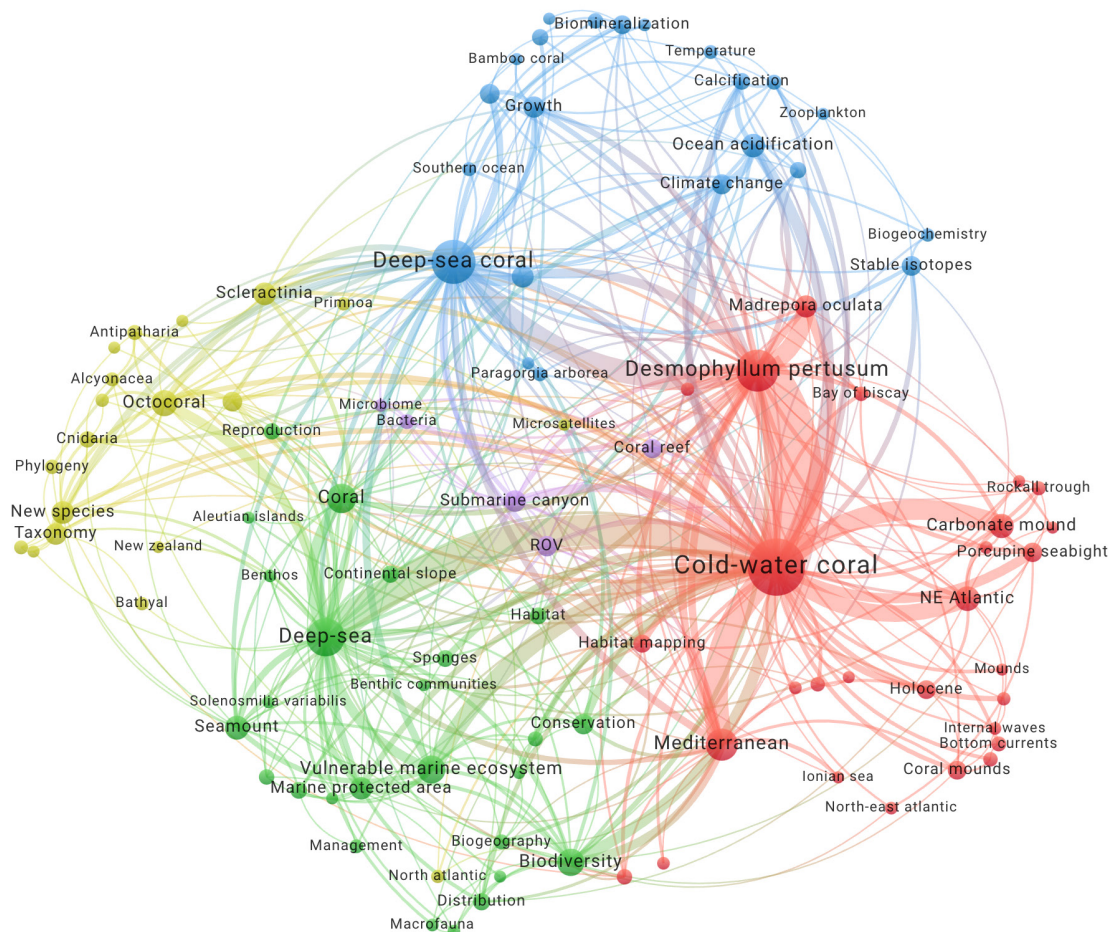 Biomineralization
Temperature
Bamboo coral
Calcification
Growth
Zooplankton
Ocean acidification
Southern ocean
Climate change
Biogeochemistry
Deep-sea coral
Stable isotopes
Scleractinia
Primnoa
Madrepora oculata
Antipatharia
Desmophyllum pertusum
Paragorgia arborea
Alcyonacea
Bay of biscay
Octocoral
Microbiome
Bacteria
Microsatellites
Reproduction
Cnidaria
Coral reef
Phylogeny
Rockall trough
Coral
Submarine canyon
New species
Aleutian islands
Carbonate mound
Taxonomy
New zealand
ROV
Porcupine seabight
Cold-water coral
Benthos
Continental slope
NE Atlantic
Bathyal
Habitat
Deep-sea
Habitat mapping
Sponges
Mounds
Benthic communities
Holocene
Solenosmilia variabilis
Seamount
Conservation
Internal waves
Mediterranean
Bottom currents
Vulnerable marine ecosystem
Coral mounds
Ionian sea
Marine protected area
North-east atlantic
Management
Biogeography
Biodiversity
North atlantic
Distribution
Macrofauna